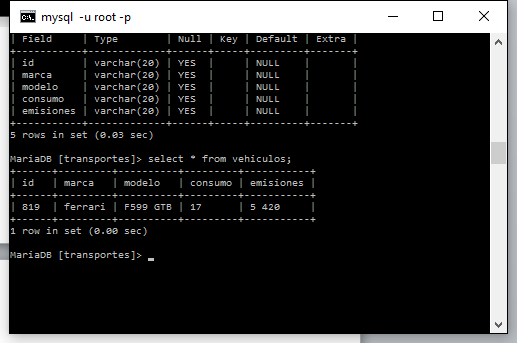 mysql -u root -p
| Field     | Type        | Null | Key | Default | Extra |
+-----------+-------------+------+-----+---------+-------+
| id        | varchar(20) | YES  |     | NULL    |       |
| marca     | varchar(20) | YES  |     | NULL    |       |
| modelo    | varchar(20) | YES  |     | NULL    |       |
| consumo   | varchar(20) | YES  |     | NULL    |       |
| emisiones | varchar(20) | YES  |     | NULL    |       |
+-----------+-------------+------+-----+---------+-------+
5 rows in set (0.03 sec)
MariaDB [transportes]> select * from vehiculos;
+-----+---------+----------+---------+-----------+
| id  | marca   | modelo   | consumo | emisiones |
+-----+---------+----------+---------+-----------+
| 819 | ferrari | F599 GTB | 17      | 5 420     |
+-----+---------+----------+---------+-----------+
1 row in set (0.00 sec)
MariaDB [transportes]> _